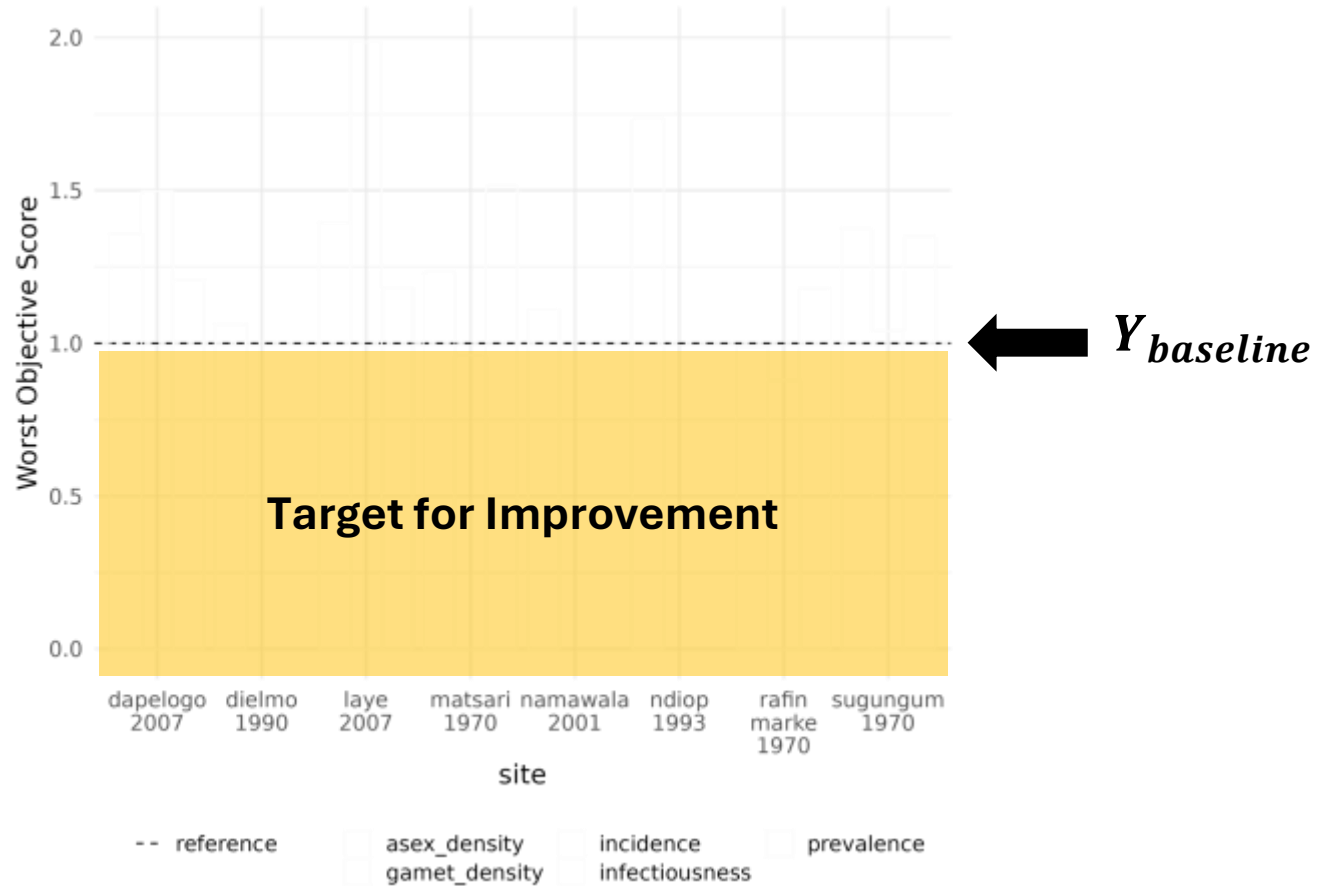 2.0
1.5
1.0
0.5
0.0
Worst Objective Score
Y baseline
Target for Improvement
dapelogo 2007
dielmo 1990
laye 2007
matsari 1970
namawala 2001
ndiop 1993
rafin marke 1970
sugungum 1970
site
-- reference
asex_density
gamet_density
incidence
infectiousness
prevalence